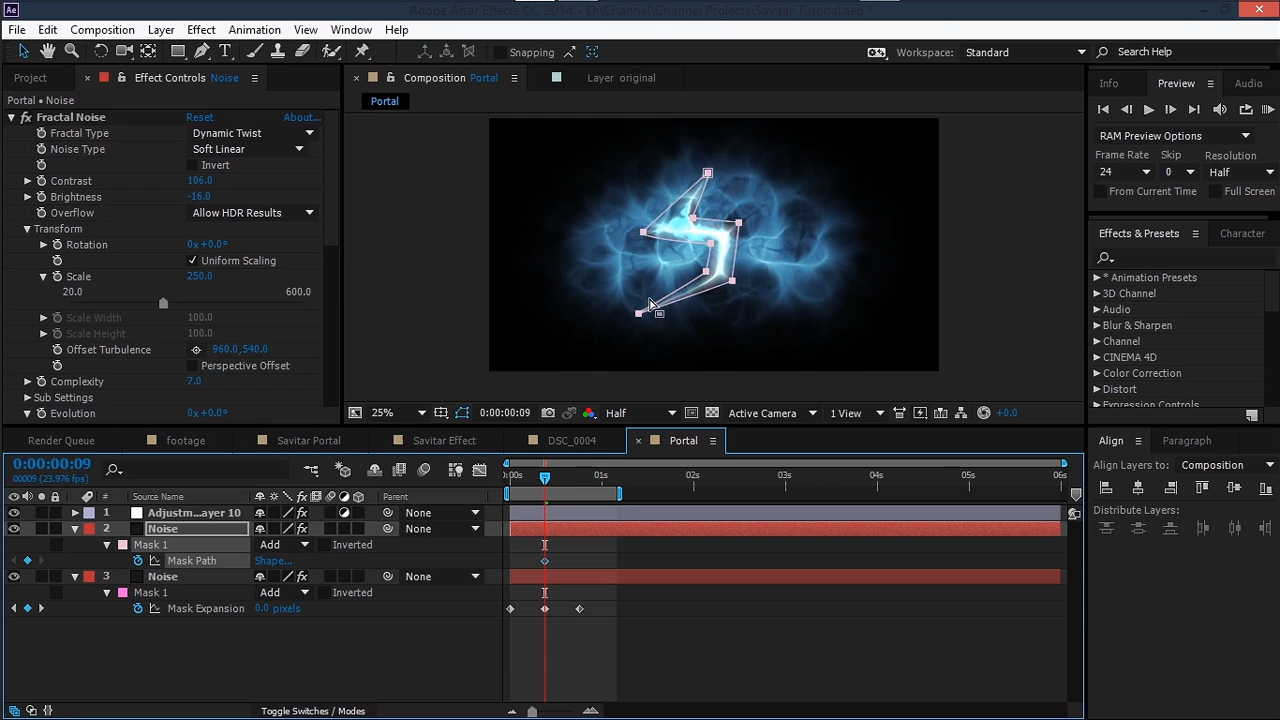 Ae Adobe After Effects CC 2014 - D:\Channel\Channel Projects\Savitar Tutorial.aep *
File Edit Composition Layer Effect Animation View Window Help
Snapping Workspace: Standard Search Help
Project Effect Controls Noise Composition Portal Layer original Info Preview Audio
Portal • Noise Portal
fx Fractal Noise Reset About...
Fractal Type Dynamic Twist
Noise Type Soft Linear
Invert
Contrast 106.0
Brightness -16.0
Overflow Allow HDR Results
Transform
Rotation 0x+0.0°
Uniform Scaling
Scale 250.0
20.0 600.0
Scale Width 100.0
Scale Height 100.0
Offset Turbulence 960.0,540.0
Perspective Offset
Complexity 7.0
Sub Settings
Evolution 0x+0.0°
25% 0:00:00:09 Half Active Camera 1 View +0.0
RAM Preview Options
Frame Rate Skip Resolution
24 0 Half
From Current Time Full Screen
Effects & Presets Character
* Animation Presets
3D Channel
Audio
Blur & Sharpen
Channel
CINEMA 4D
Color Correction
Distort
Expression Controls
Render Queue footage Savitar Portal Savitar Effect DSC_0004 Portal
0:00:00:09
00009 (23.976 fps)
:00s 01s 02s 03s 04s 05s 06s
# Source Name fx Parent
1 Adjustm...ayer 10 fx None
2 Noise fx None
Mask 1 Add Inverted
Mask Path Shape...
3 Noise fx None
Mask 1 Add Inverted
Mask Expansion 0.0 pixels
Toggle Switches / Modes
Align Paragraph
Align Layers to: Composition
Distribute Layers: